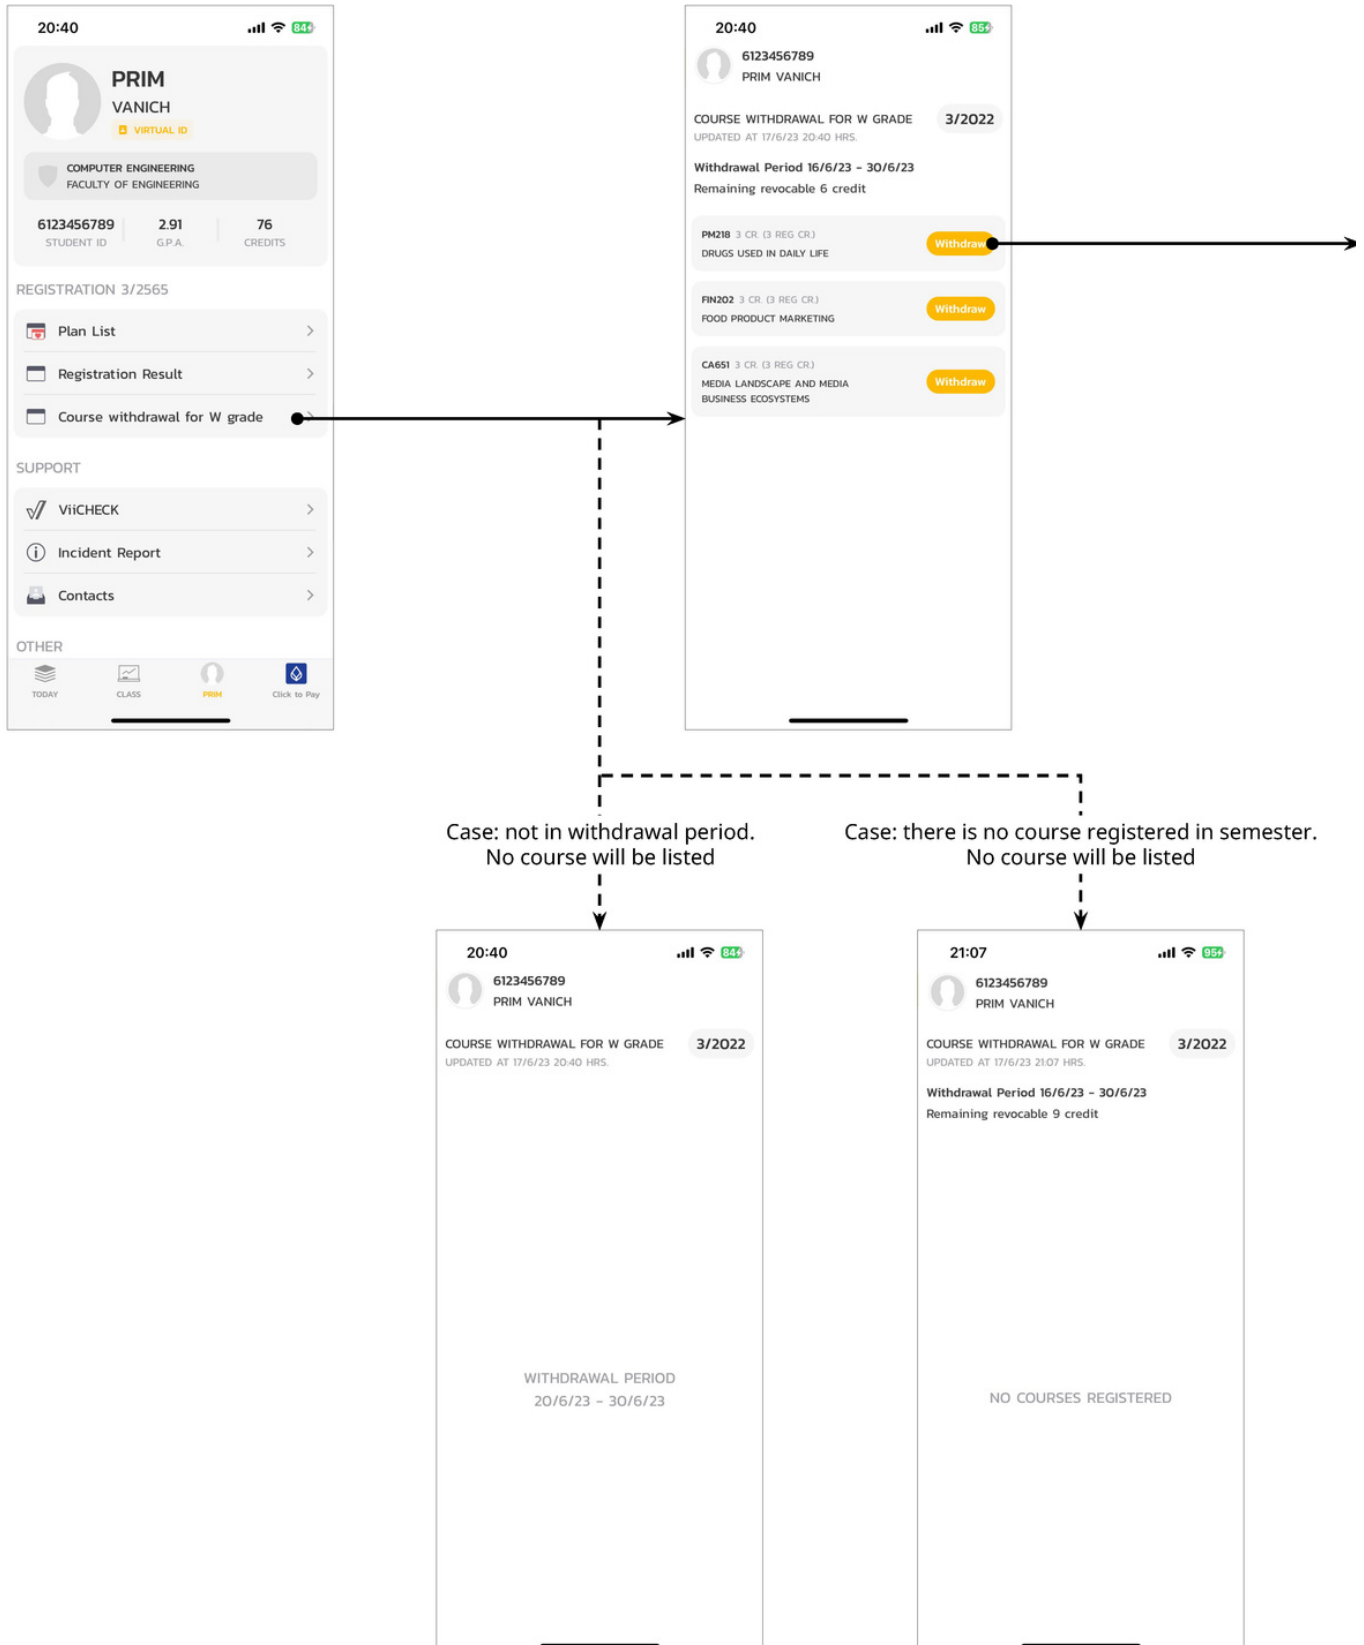 20:40
84
PRIM
VANICH
VIRTUAL ID
COMPUTER ENGINEERING
FACULTY OF ENGINEERING
6123456789 2.91 76
STUDENT ID G.P.A. CREDITS
REGISTRATION 3/2565
Plan List
Registration Result
Course withdrawal for W grade
SUPPORT
ViiCHECK
Incident Report
Contacts
OTHER
TODAY CLASS PRIM Click to Pay
20:40
85
6123456789
PRIM VANICH
COURSE WITHDRAWAL FOR W GRADE 3/2022
UPDATED AT 17/6/23 20:40 HRS.
Withdrawal Period 16/6/23 - 30/6/23
Remaining revocable 6 credit
PM218 3 CR. (3 REG CR.)
DRUGS USED IN DAILY LIFE
Withdraw
FIN202 3 CR. (3 REG CR.)
FOOD PRODUCT MARKETING
Withdraw
CA651 3 CR. (3 REG CR.)
MEDIA LANDSCAPE AND MEDIA
BUSINESS ECOSYSTEMS
Withdraw
Case: not in withdrawal period.
No course will be listed
Case: there is no course registered in semester.
No course will be listed
20:40
84
6123456789
PRIM VANICH
COURSE WITHDRAWAL FOR W GRADE 3/2022
UPDATED AT 17/6/23 20:40 HRS.
WITHDRAWAL PERIOD
20/6/23 - 30/6/23
21:07
95
6123456789
PRIM VANICH
COURSE WITHDRAWAL FOR W GRADE 3/2022
UPDATED AT 17/6/23 21:07 HRS.
Withdrawal Period 16/6/23 - 30/6/23
Remaining revocable 9 credit
NO COURSES REGISTERED